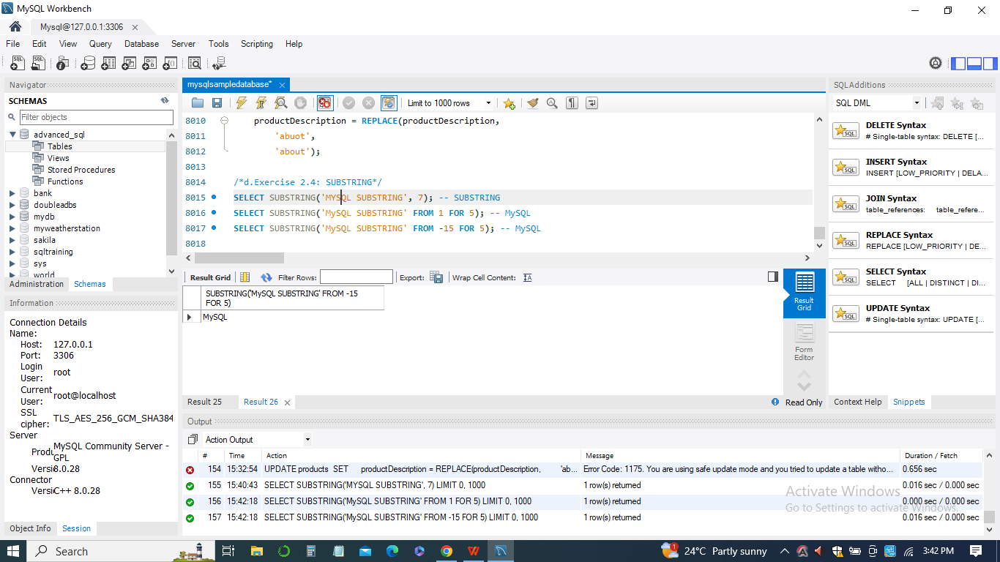 MySQL Workbench
Mysql@127.0.0.1:3306
File Edit View Query Database Server Tools Scripting Help
Navigator
SCHEMAS
Filter objects
advanced_sql
Tables
Views
Stored Procedures
Functions
bank
doubleadbs
mydb
myweatherstation
sakila
sqltraining
sys
world
Administration Schemas
Information
Connection Details
Name:
Host: 127.0.0.1
Port: 3306
Login User: root
Current User: root@localhost
SSL cipher: TLS_AES_256_GCM_SHA384
Server
Produ MySQL Community Server - GPL
Versi 8.0.28
Connector
Versi C++ 8.0.28
Object Info Session
mysqlsampledatabase*
Limit to 1000 rows
8010 productDescription = REPLACE(productDescription,
8011 'abuot',
8012 'about');
8013
8014 /*d.Exercise 2.4: SUBSTRING*/
8015 SELECT SUBSTRING('MYSQL SUBSTRING', 7); -- SUBSTRING
8016 SELECT SUBSTRING('MySQL SUBSTRING' FROM 1 FOR 5); -- MySQL
8017 SELECT SUBSTRING('MySQL SUBSTRING' FROM -15 FOR 5); -- MySQL
8018
Result Grid Filter Rows: Export: Wrap Cell Content:
SUBSTRING('MySQL SUBSTRING' FROM -15
FOR 5)
MySQL
Result Grid
Form Editor
Result 25 Result 26 Read Only
Output
Action Output
# Time Action Message Duration / Fetch
154 15:32:54 UPDATE products SET productDescription = REPLACE(productDescription, 'ab... Error Code: 1175. You are using safe update mode and you tried to update a table witho... 0.656 sec
155 15:40:43 SELECT SUBSTRING('MYSQL SUBSTRING', 7) LIMIT 0, 1000 1 row(s) returned 0.016 sec / 0.000 sec
156 15:42:18 SELECT SUBSTRING('MySQL SUBSTRING' FROM 1 FOR 5) LIMIT 0, 1000 1 row(s) returned 0.000 sec / 0.000 sec
157 15:42:18 SELECT SUBSTRING('MySQL SUBSTRING' FROM -15 FOR 5) LIMIT 0, 1000 1 row(s) returned 0.016 sec / 0.000 sec
SQLAdditions
SQL DML
DELETE Syntax
# Single-table syntax: DELETE [...
INSERT Syntax
INSERT [LOW_PRIORITY | DELA...
JOIN Syntax
table_references: table_refere...
REPLACE Syntax
REPLACE [LOW_PRIORITY | DE...
SELECT Syntax
SELECT [ALL | DISTINCT | DI...
UPDATE Syntax
# Single-table syntax: UPDATE [...
Context Help Snippets
Activate Windows
Go to Settings to activate Windows.
Search
24°C Partly sunny
3:42 PM